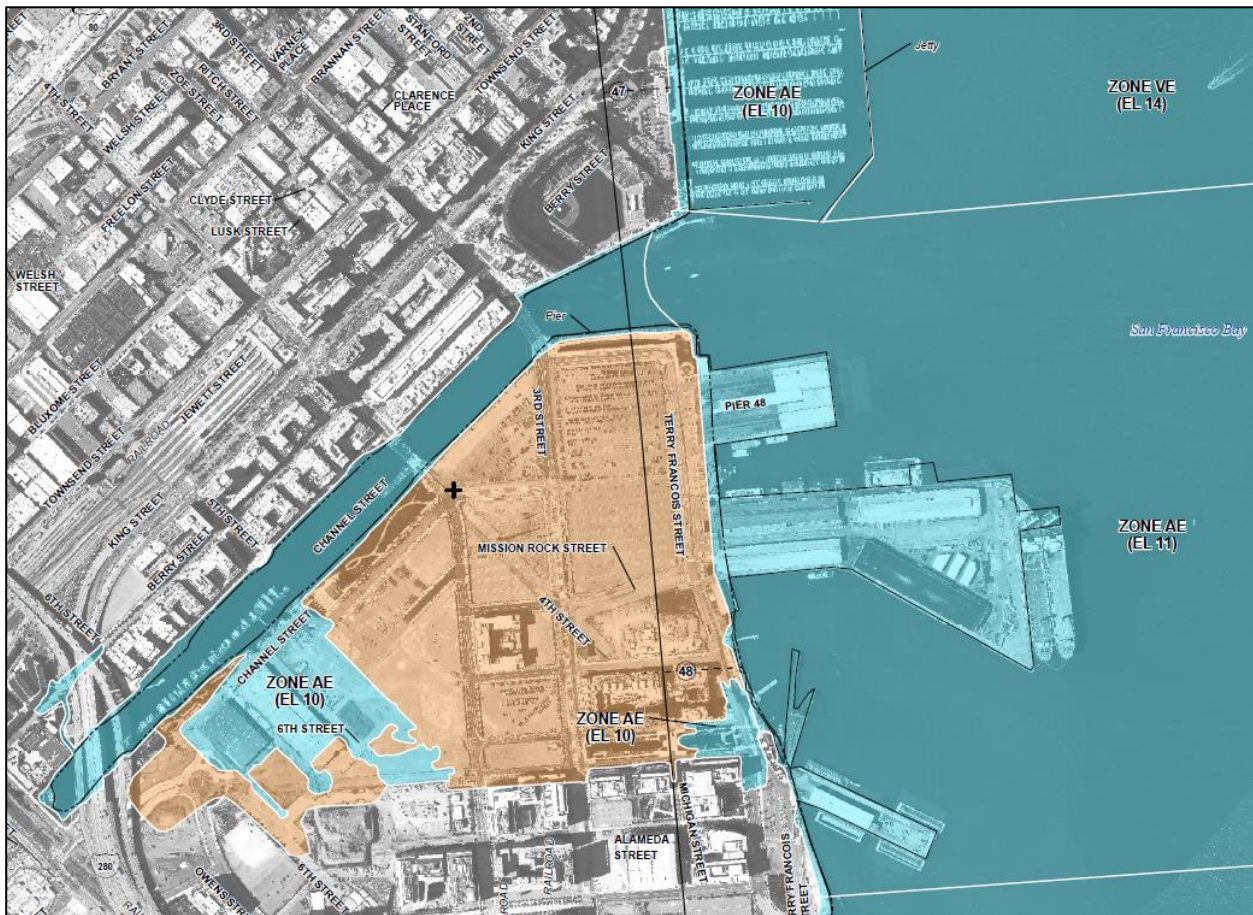 80
BRYANT STREET
3RD STREET
VARNEY
PLACE
STANFORD
STREET
2ND
STREET
BRANNAN STREET
TOWNSEND STREET
ZOE STREET
RITCH STREET
4TH STREET
WELSH STREET
CLARENCE
PLACE
47
KING STREET
ZONE AE
(EL 10)
Jetty
ZONE VE
(EL 14)
FREELON STREET
CLYDE STREET
LUSK STREET
BERRY STREET
WELSH
STREET
Pier
San Francisco Bay
BLUXOME STREET
JEWETT STREET
RAILROAD
TOWNSEND STREET
3RD STREET
TERRY FRANCOIS STREET
PIER 48
KING STREET
5TH STREET
CHANNEL STREET
BERRY STREET
MISSION ROCK STREET
ZONE AE
(EL 11)
6TH STREET
4TH STREET
CHANNEL STREET
48
ZONE AE
(EL 10)
6TH STREET
ZONE AE
(EL 10)
MICHIGAN STREET
ALAMEDA
STREET
RAILROAD
280
OWENS
6TH STREET